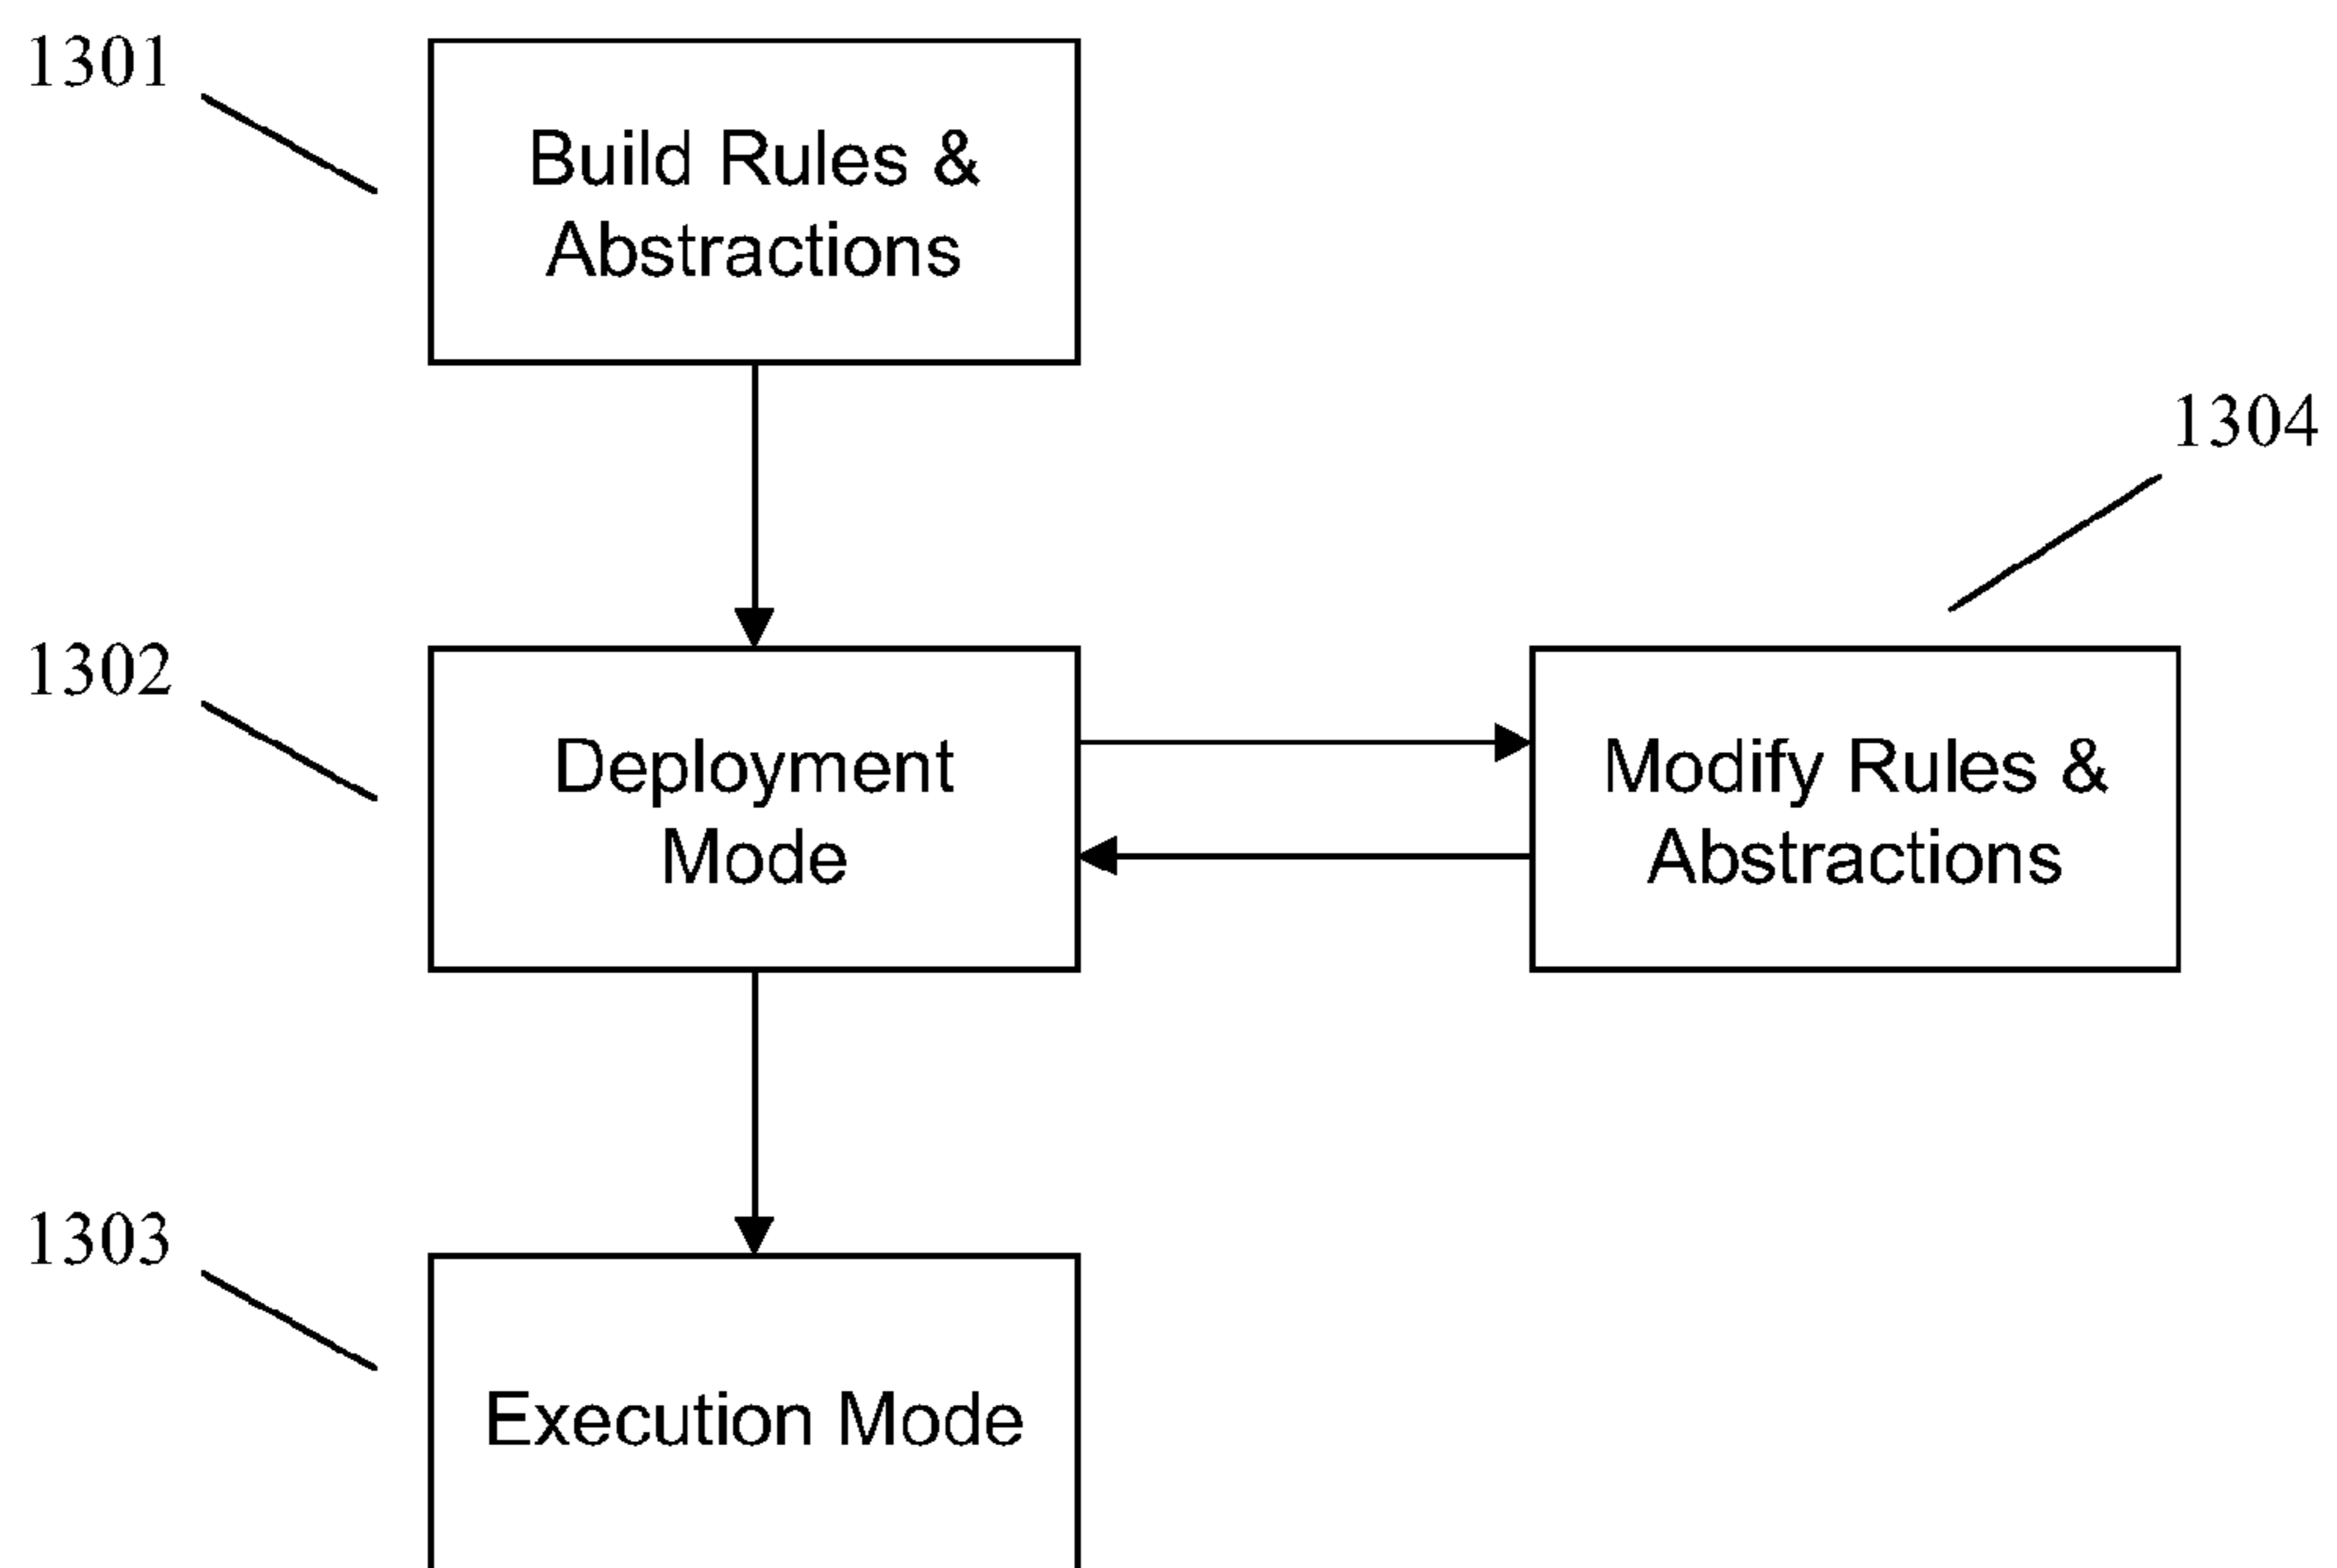 1301
Build Rules &
Abstractions
1304
1302
Deployment
Mode
Modify Rules &
Abstractions
1303
Execution Mode